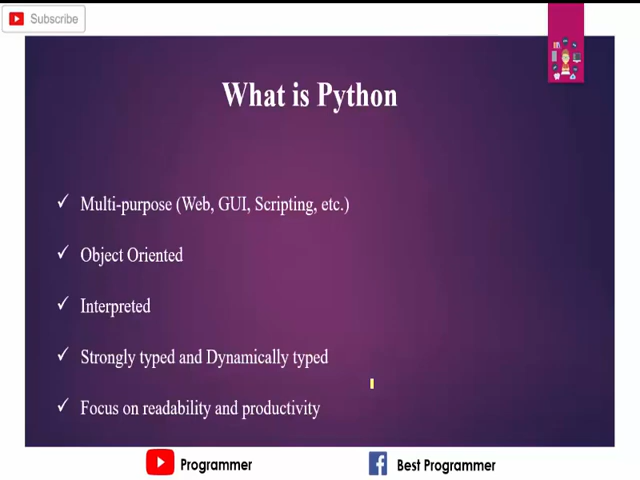 Subscribe
What is Python
✓ Multi-purpose (Web, GUI, Scripting, etc.)
✓ Object Oriented
✓ Interpreted
✓ Strongly typed and Dynamically typed
✓ Focus on readability and productivity
Programmer
Best Programmer